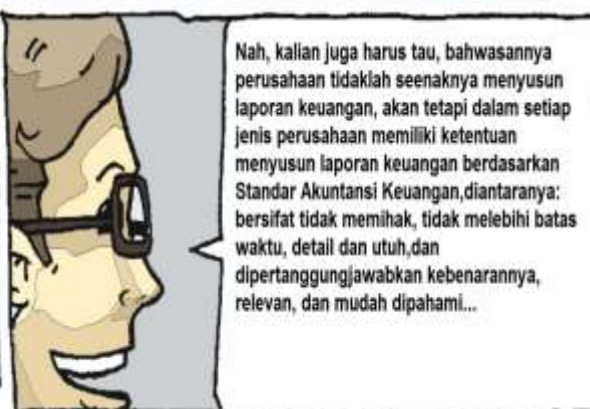 Nah, kalian juga harus tau, bahwasannya
perusahaan tidaklah seenaknya menyusun
laporan keuangan, akan tetapi dalam setiap
jenis perusahaan memiliki ketentuan
menyusun laporan keuangan berdasarkan
Standar Akuntansi Keuangan,diantaranya:
bersifat tidak memihak, tidak melebihi batas
waktu, detail dan utuh,dan
dipertanggungjawabkan kebenarannya,
relevan, dan mudah dipahami...